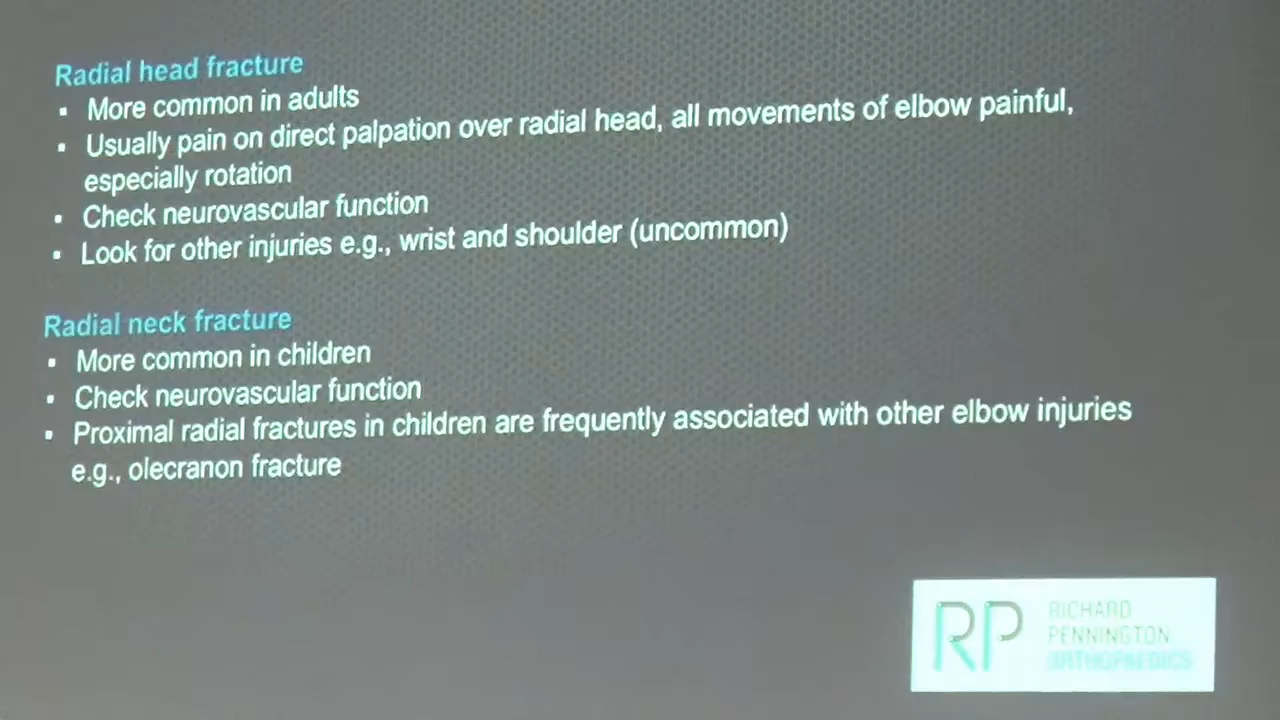 Radial head fracture
▪ More common in adults
▪ Usually pain on direct palpation over radial head, all movements of elbow painful,
especially rotation
▪ Check neurovascular function
▪ Look for other injuries e.g., wrist and shoulder (uncommon)
Radial neck fracture
▪ More common in children
▪ Check neurovascular function
▪ Proximal radial fractures in children are frequently associated with other elbow injuries
e.g., olecranon fracture
RP
RICHARD
PENNINGTON
ORTHOPAEDICS